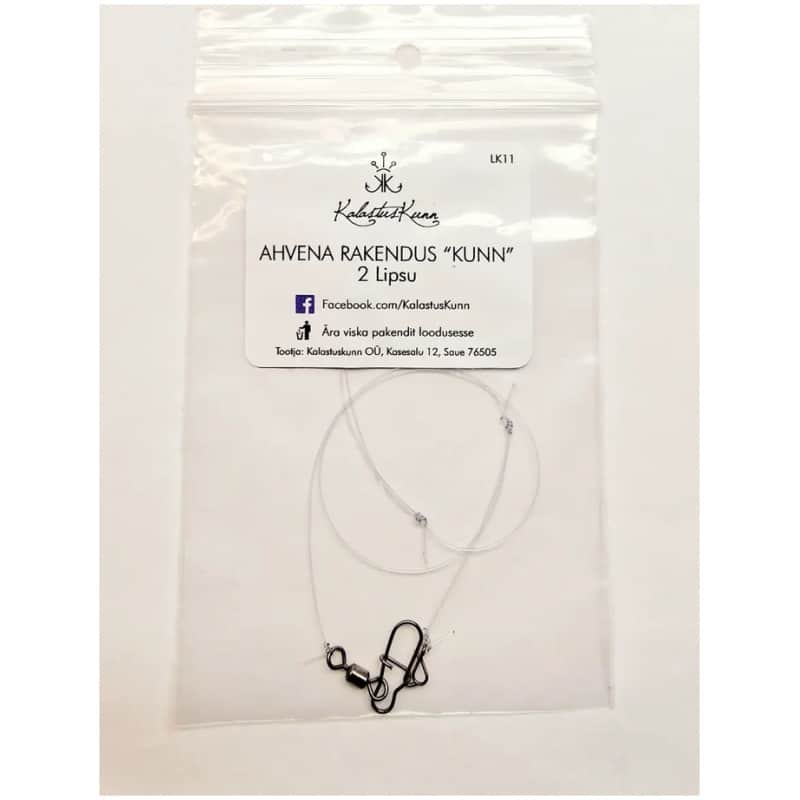 LK11
KalastusKunn
AHVENA RAKENDUS “KUNN”
2 Lipsu
Facebook.com/KalastusKunn
Ära viska pakendit loodusesse
Tootja: Kalastuskunn OÜ, Kasesalu 12, Saue 76505